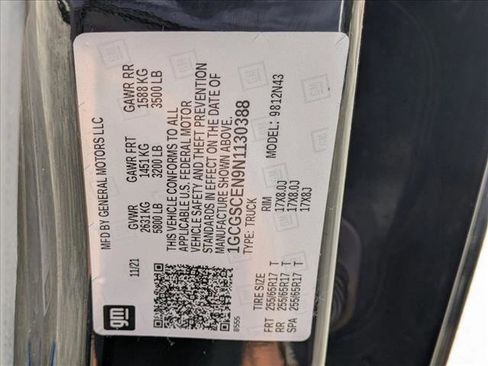 MFD BY GENERAL MOTORS LLC
11/21
GVWR GAWR FRT GAWR RR
2631 KG 1451 KG 1588 KG
5800 LB 3200 LB 3500 LB
THIS VEHICLE CONFORMS TO ALL
APPLICABLE U.S. FEDERAL MOTOR
VEHICLE SAFETY AND THEFT PREVENTION
STANDARDS IN EFFECT ON THE DATE OF
MANUFACTURE SHOWN ABOVE.
1GCGSCEN9N1130388
TYPE: TRUCK MODEL: 9812N43
TIRE SIZE RIM
FRT 255/65R17 T 17X8.0J
RR 255/65R17 T 17X8.0J
SPA 255/65R17 T 17X8J
gm